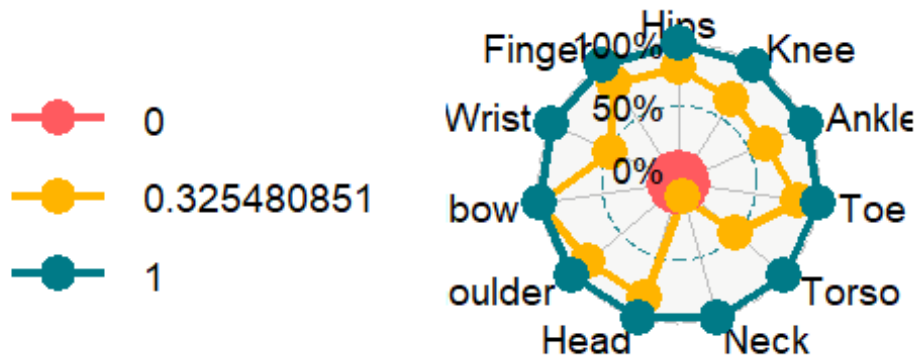 0
0.325480851
1
Hips
100%
Finger
Knee
50%
Wrist
Ankle
0%
bow
Toe
oulder
Torso
Head
Neck